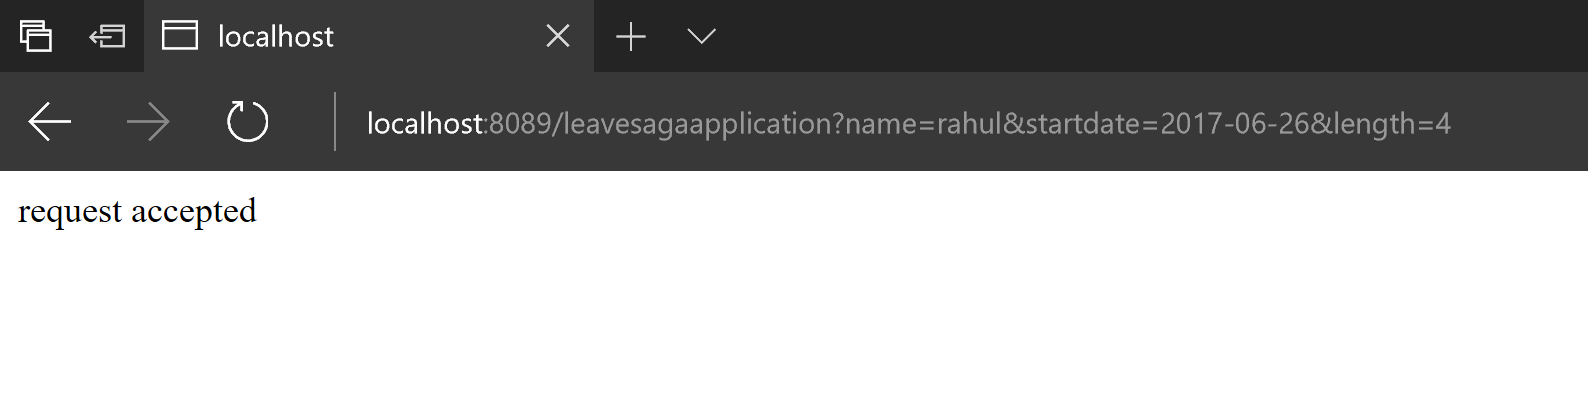 localhost
localhost:8089/leavesagaapplication?name=rahul&startdate=2017-06-26&length=4
request accepted